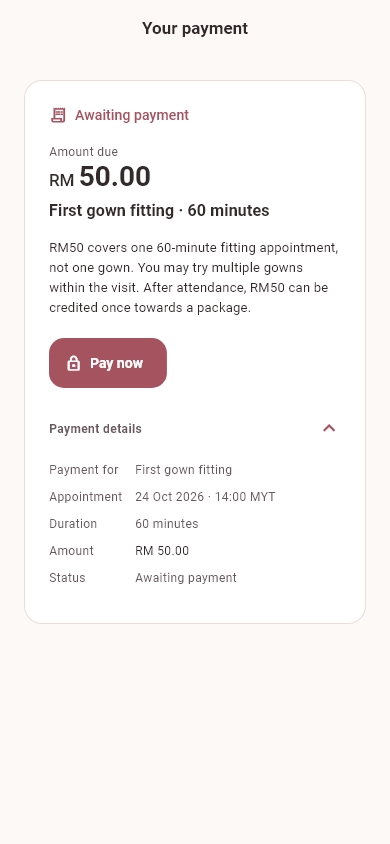 Your payment
Awaiting payment
Amount due
RM 50.00
First gown fitting · 60 minutes
RM50 covers one 60-minute fitting appointment,
not one gown. You may try multiple gowns
within the visit. After attendance, RM50 can be
credited once towards a package.
Pay now
Payment details
Payment for First gown fitting
Appointment 24 Oct 2026 · 14:00 MYT
Duration 60 minutes
Amount RM 50.00
Status Awaiting payment